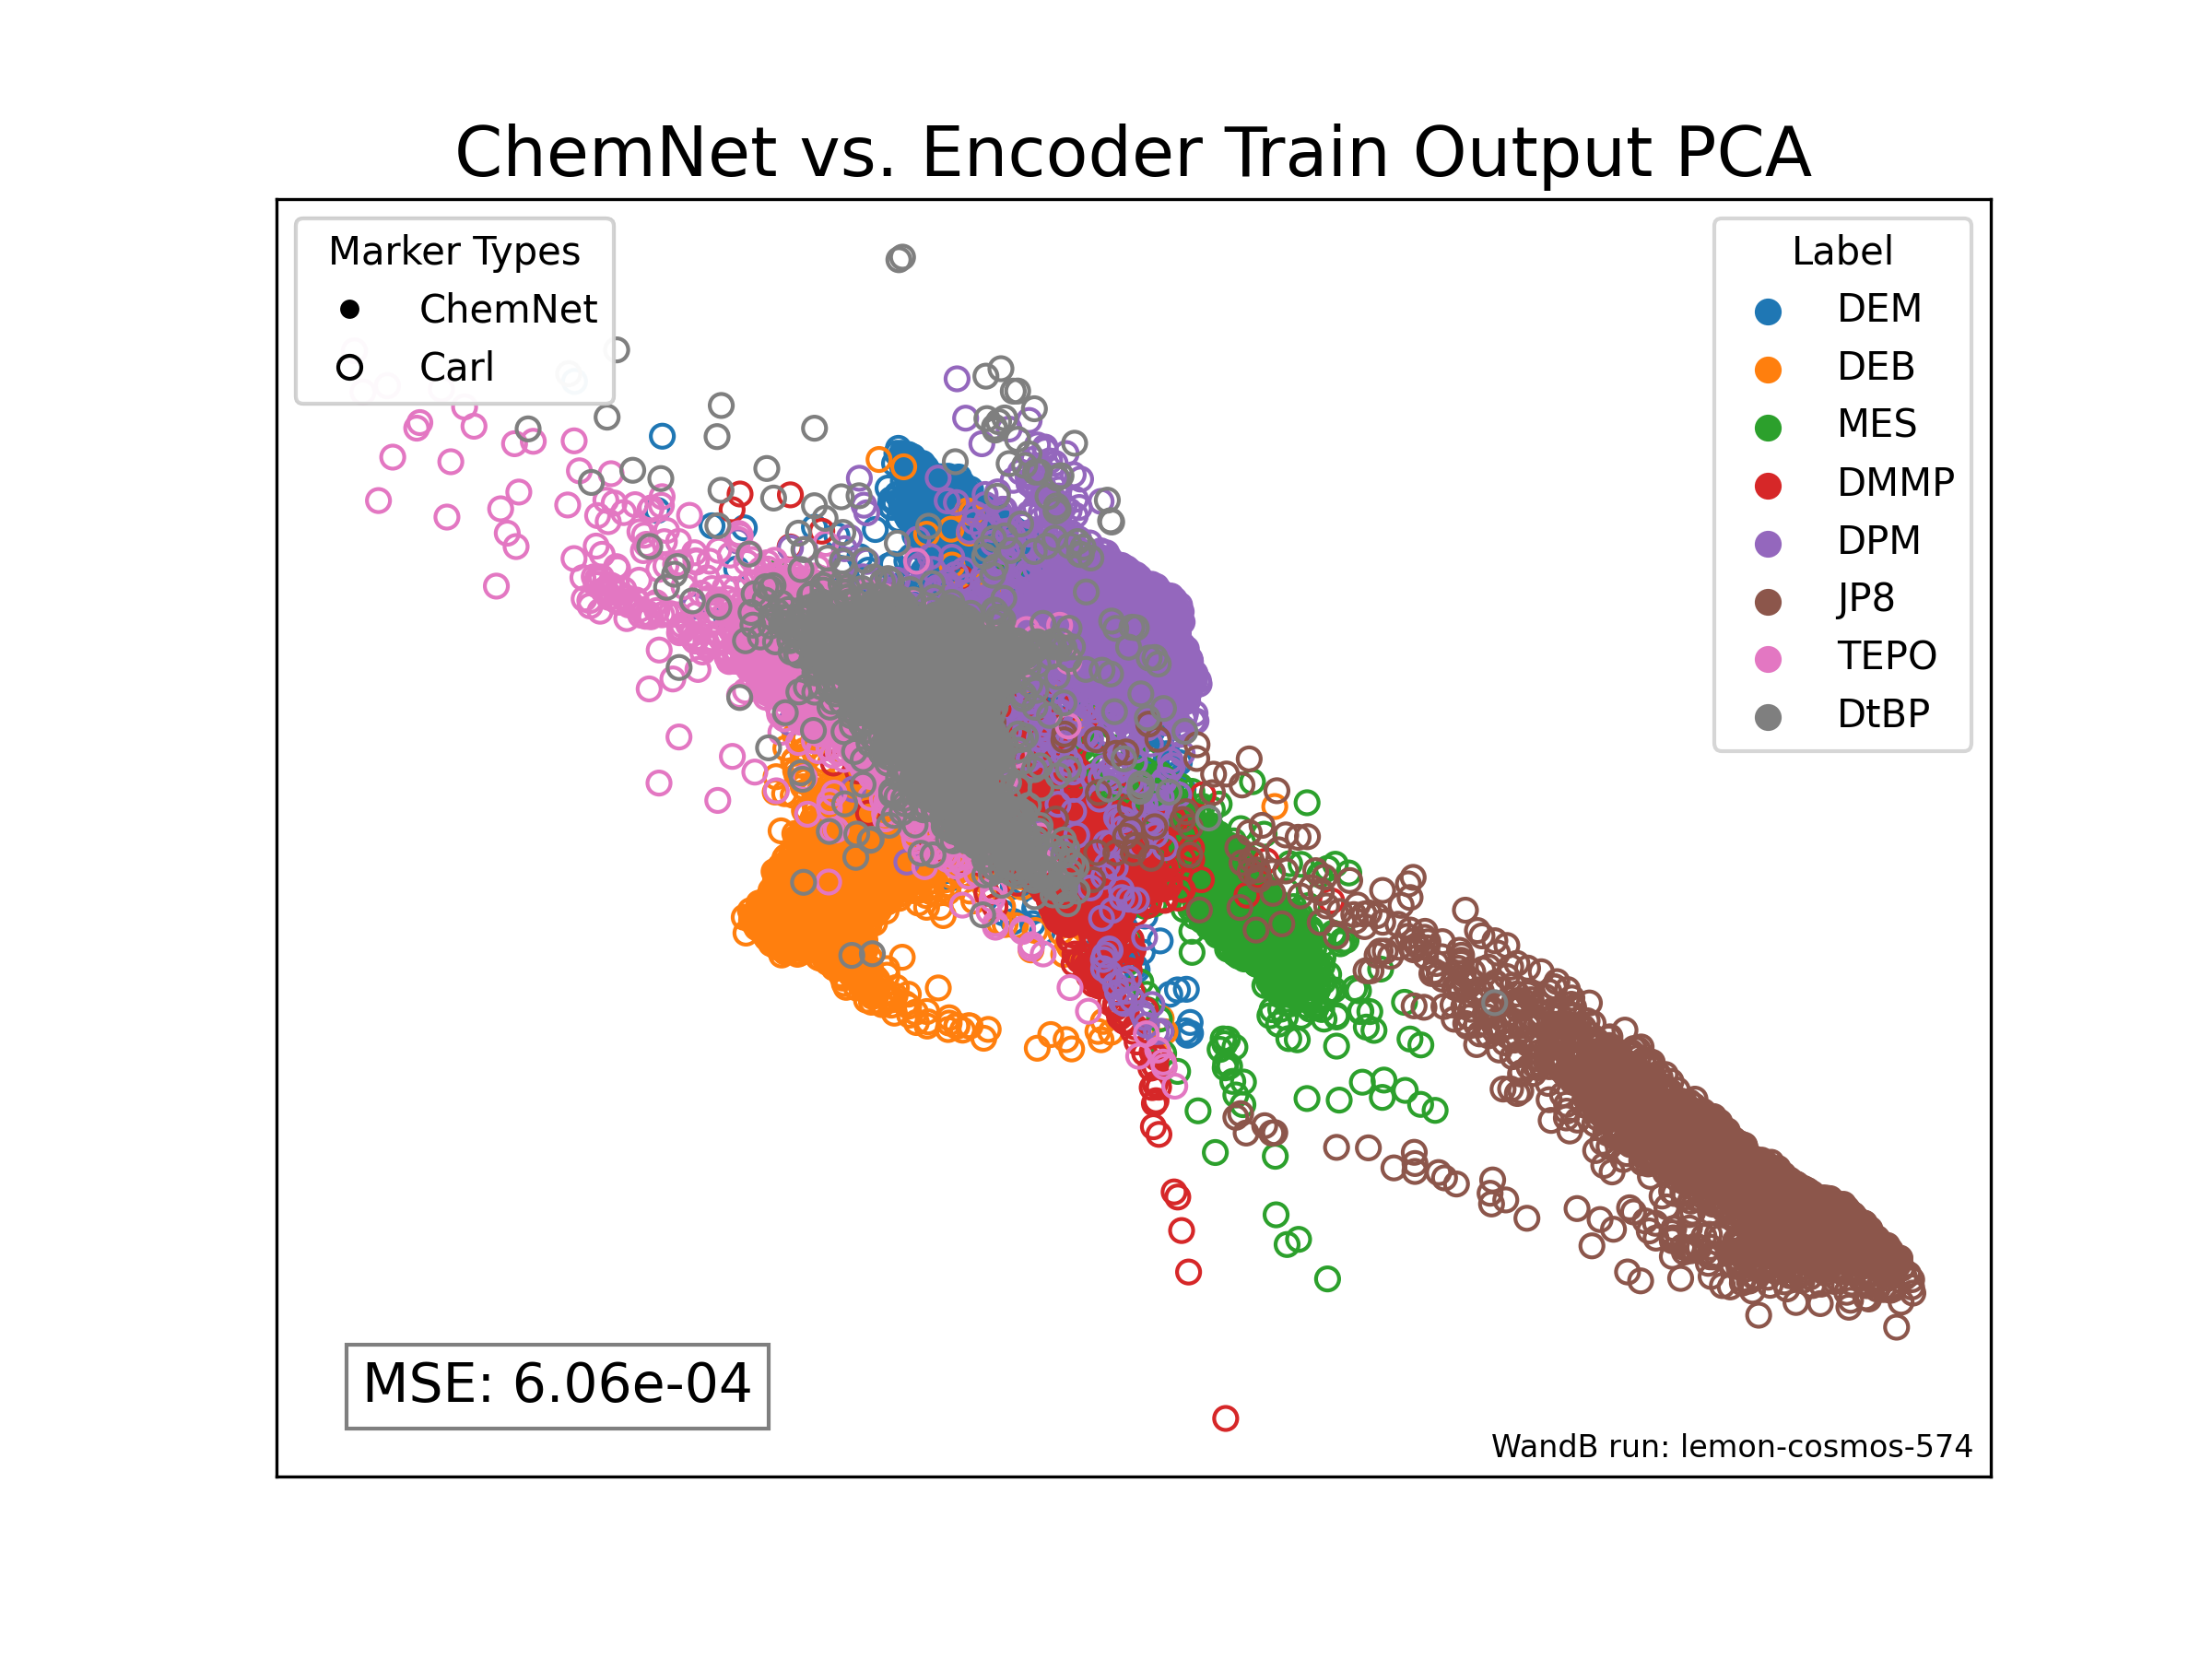 ChemNet vs. Encoder Train Output PCA
Marker Types
ChemNet
Carl
Label
DEM
DEB
MES
DMMP
DPM
JP8
TEPO
DtBP
MSE: 6.06e-04
WandB run: lemon-cosmos-574